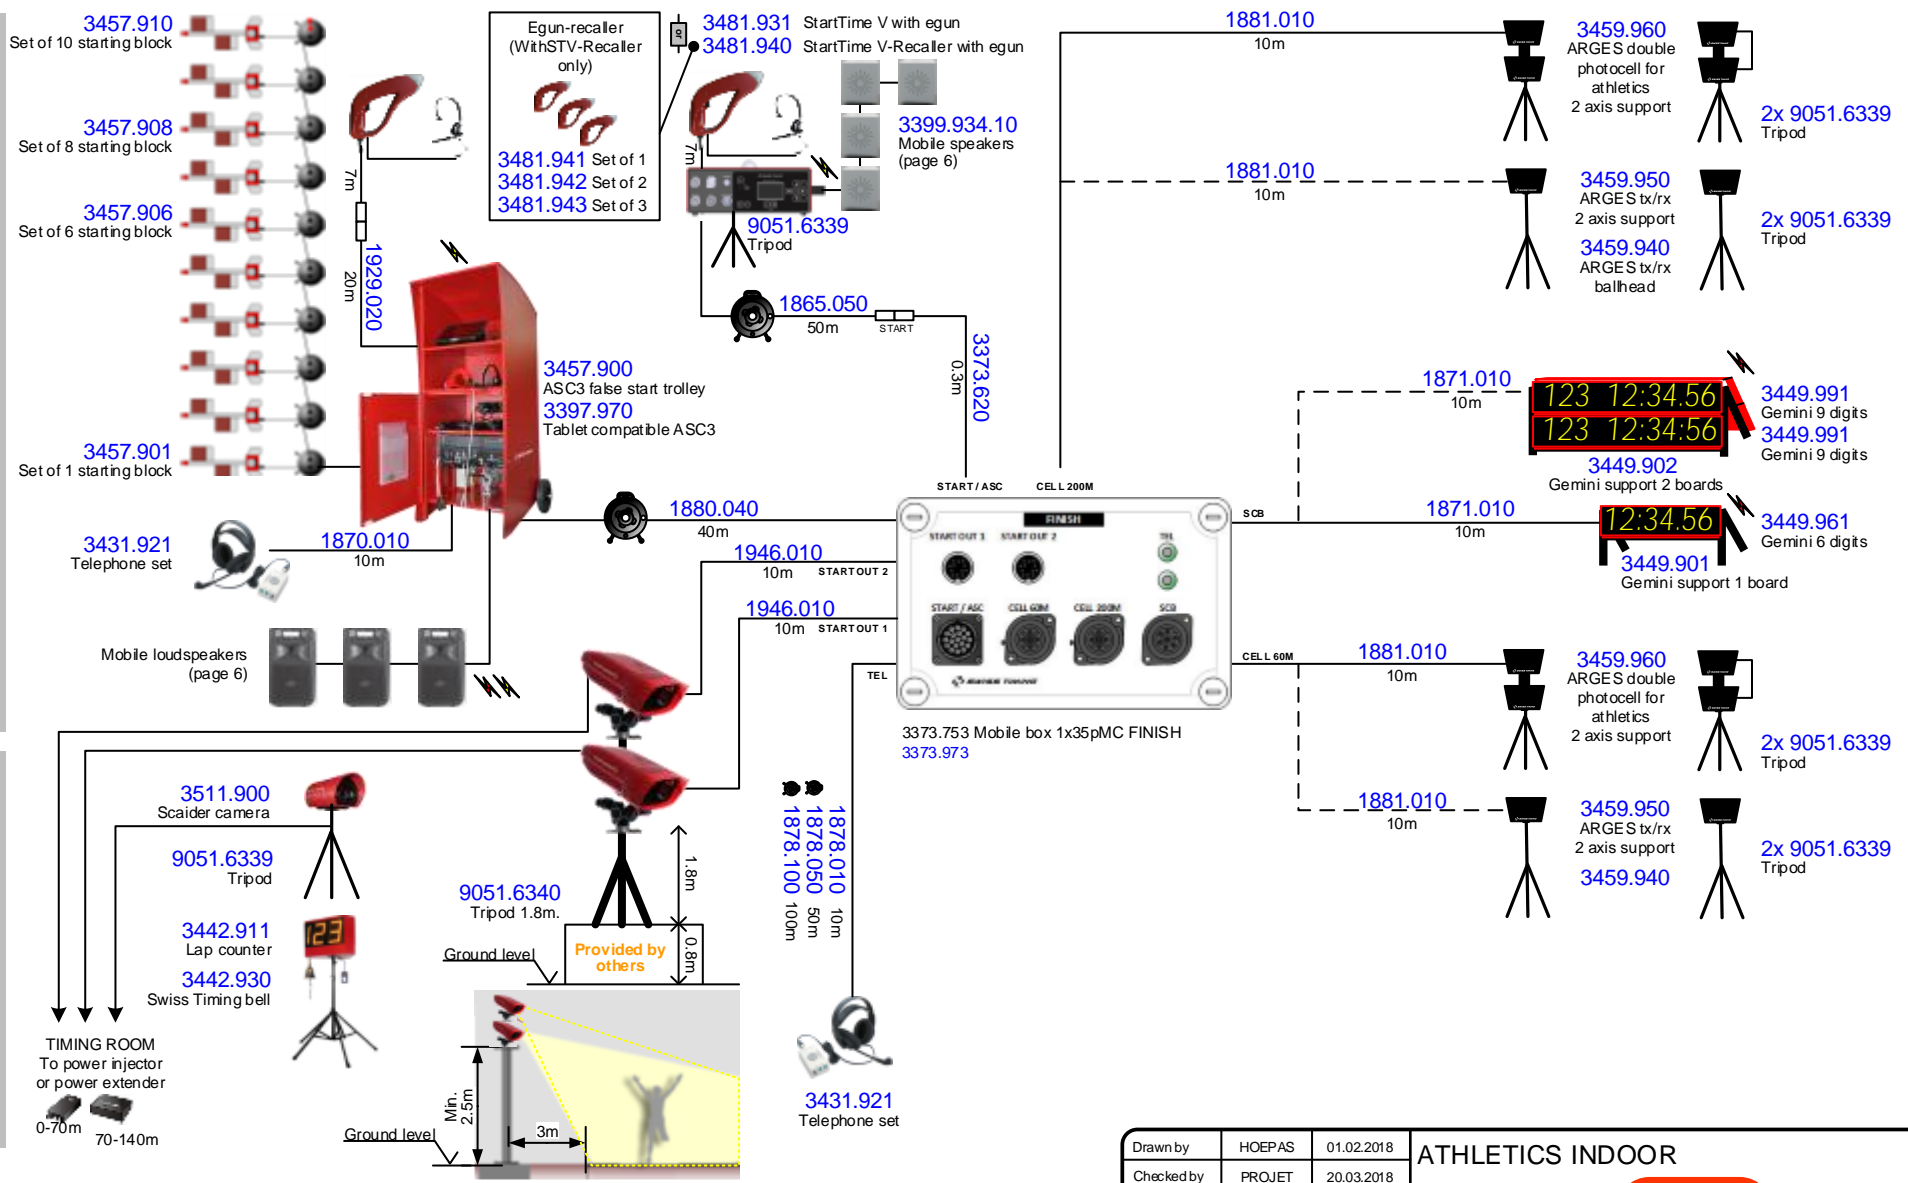 3457.910
Set of 10 starting block
3457.908
Set of 8 starting block
3457.906
Set of 6 starting block
3457.901
Set of 1 starting block
7m
20m
1929.020
Egun-recaller
(With STV-Recaller
only)
3481.941 Set of 1
3481.942 Set of 2
3481.943 Set of 3
or
3481.931 StartTime V with egun
3481.940 StartTime V-Recaller with egun
7m
3399.934.10
Mobile speakers
(page 6)
9051.6339
Tripod
1865.050
50m
START
3373.620
0.3m
3457.900
ASC3 false start trolley
3397.970
Tablet compatible ASC3
3431.921
Telephone set
1870.010
10m
1880.040
40m
1946.010
10m
START OUT 2
1946.010
10m
START OUT 1
TEL
Mobile loudspeakers
(page 6)
START / ASC
CELL 200M
SCB
CELL 60M
FINISH
START OUT 1
START OUT 2
TEL
START / ASC
CELL 60M
CELL 200M
SCB
3373.753 Mobile box 1x35pMC FINISH
3373.973
1881.010
10m
3459.960
ARGES double
photocell for
athletics
2 axis support
2x 9051.6339
Tripod
1881.010
10m
3459.950
ARGES tx/rx
2 axis support
3459.940
ARGES tx/rx
ballhead
2x 9051.6339
Tripod
1871.010
10m
123 12:34.56
123 12:34:56
3449.991
Gemini 9 digits
3449.991
Gemini 9 digits
3449.902
Gemini support 2 boards
1871.010
10m
12:34.56
3449.961
Gemini 6 digits
3449.901
Gemini support 1 board
1881.010
10m
3459.960
ARGES double
photocell for
athletics
2 axis support
2x 9051.6339
Tripod
1881.010
10m
3459.950
ARGES tx/rx
2 axis support
3459.940
2x 9051.6339
Tripod
3511.900
Scaider camera
9051.6339
Tripod
3442.911
Lap counter
3442.930
Swiss Timing bell
123
TIMING ROOM
To power injector
or power extender
0-70m
70-140m
9051.6340
Tripod 1.8m.
1.8m
0.8m
Ground level
Provided by
others
Min.
2.5m
3m
Ground level
1878.010 10m
1878.050 50m
1878.100 100m
3431.921
Telephone set
Drawn by HOEPAS 01.02.2018
Checked by PROJET 20.03.2018
ATHLETICS INDOOR